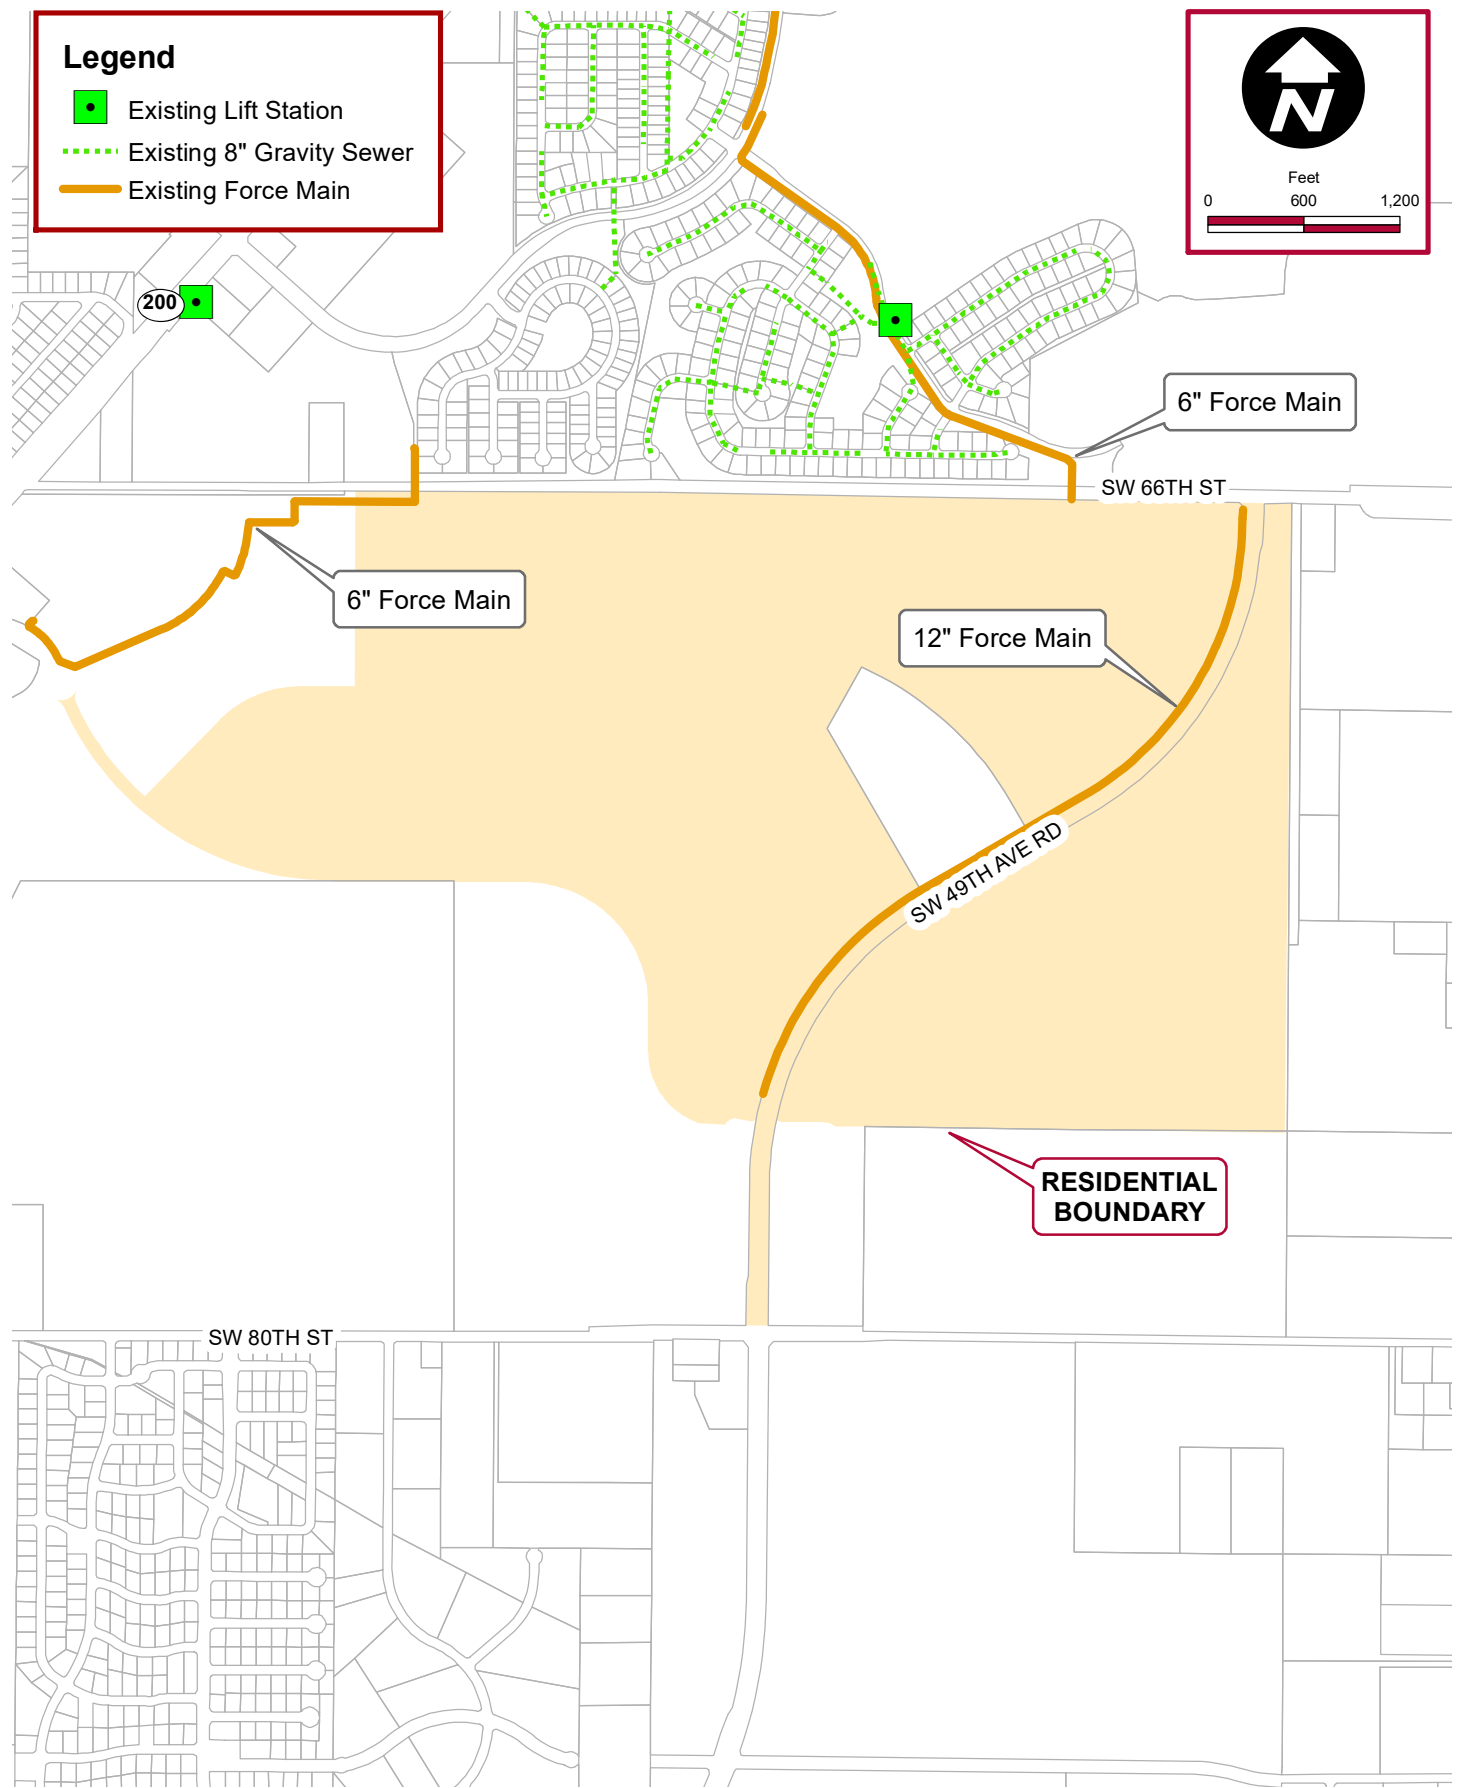 Legend
Existing Lift Station
Existing 8" Gravity Sewer
Existing Force Main
N
Feet
0 600 1,200
200
6" Force Main
SW 66TH ST
6" Force Main
12" Force Main
SW 49TH AVE RD
RESIDENTIAL
BOUNDARY
SW 80TH ST